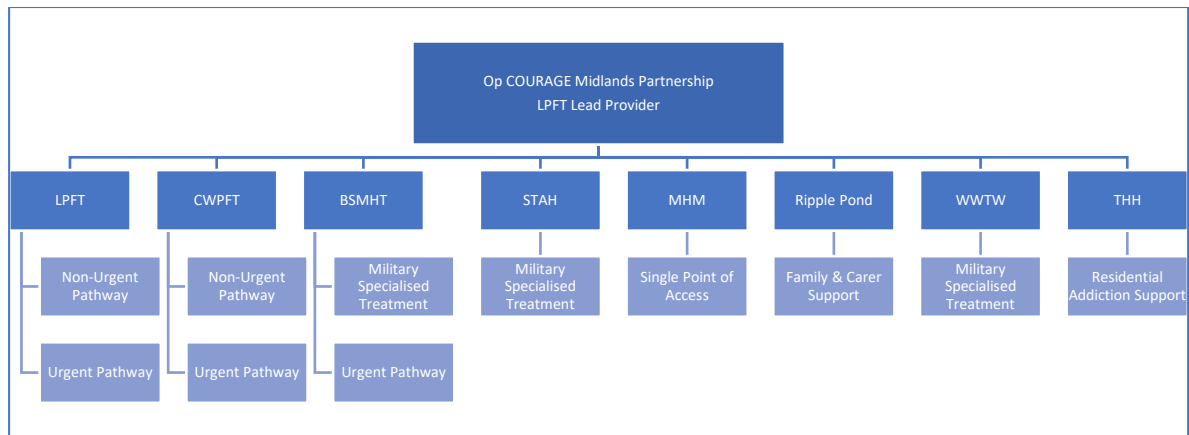 Op COURAGE Midlands Partnership
LPFT Lead Provider
LPFT
CWPFT
BSMHT
STAH
MHM
Ripple Pond
WWTW
THH
Non-Urgent
Pathway
Non-Urgent
Pathway
Military
Specialised
Treatment
Military
Specialised
Treatment
Single Point of
Access
Family & Carer
Support
Military
Specialised
Treatment
Residential
Addiction Support
Urgent Pathway
Urgent Pathway
Urgent Pathway